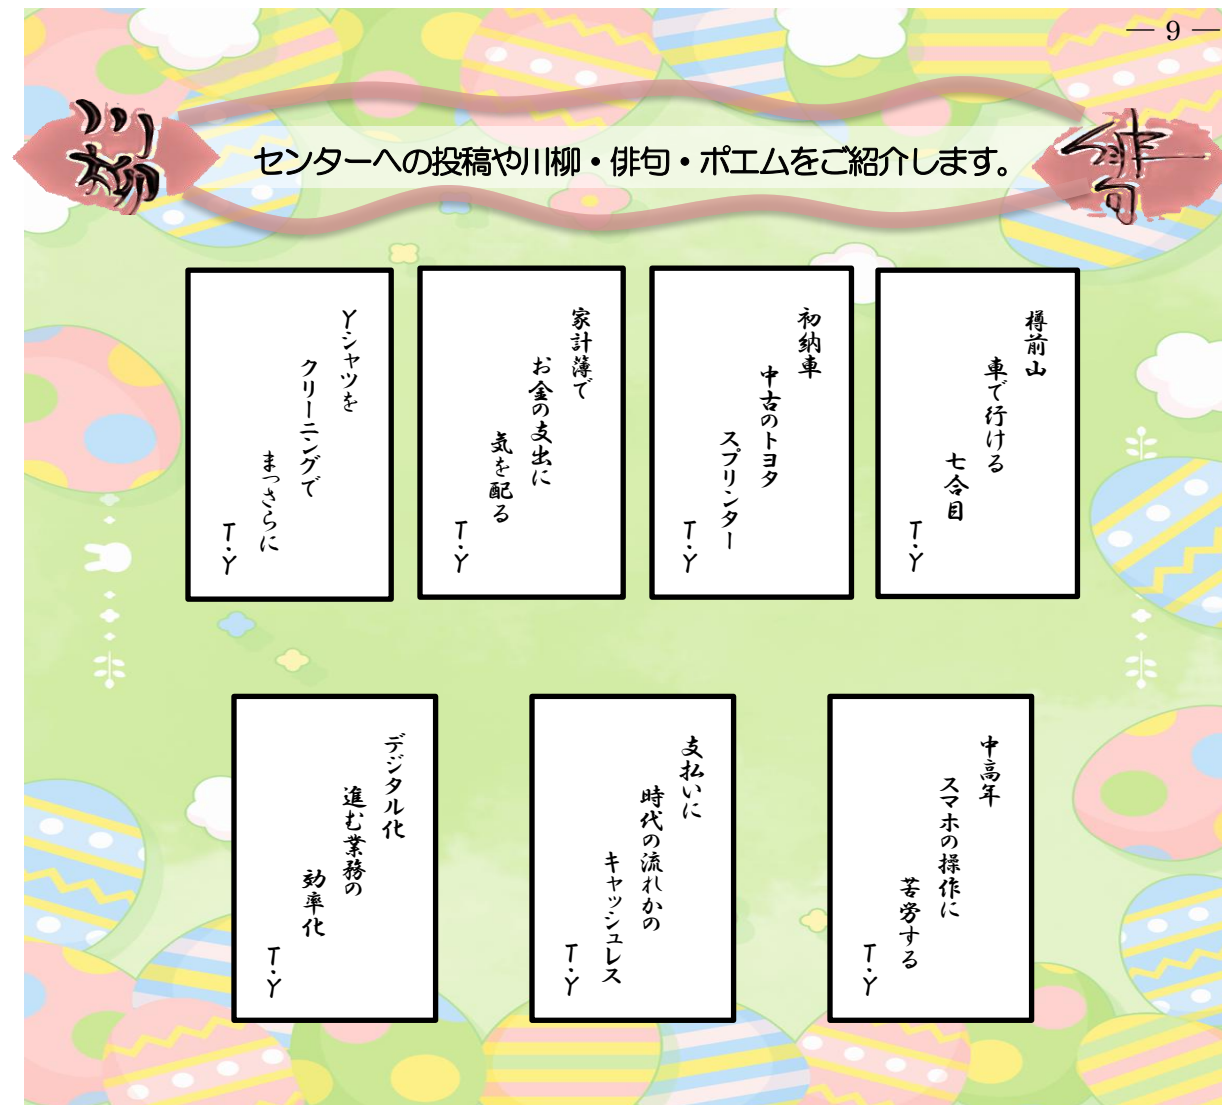 — 9 —
川柳
センターへの投稿や川柳・俳句・ポエムをご紹介します。
俳句
樽前山
車で行ける
七合目
T・Y
初納車
中古のトヨタ
スプリンター
T・Y
家計簿で
お金の支出に
気を配る
T・Y
Yシャツを
クリーニングで
まっさらに
T・Y
中高年
スマホの操作に
苦労する
T・Y
支払いに
時代の流れかの
キャッシュレス
T・Y
デジタル化
進む業務の
効率化
T・Y